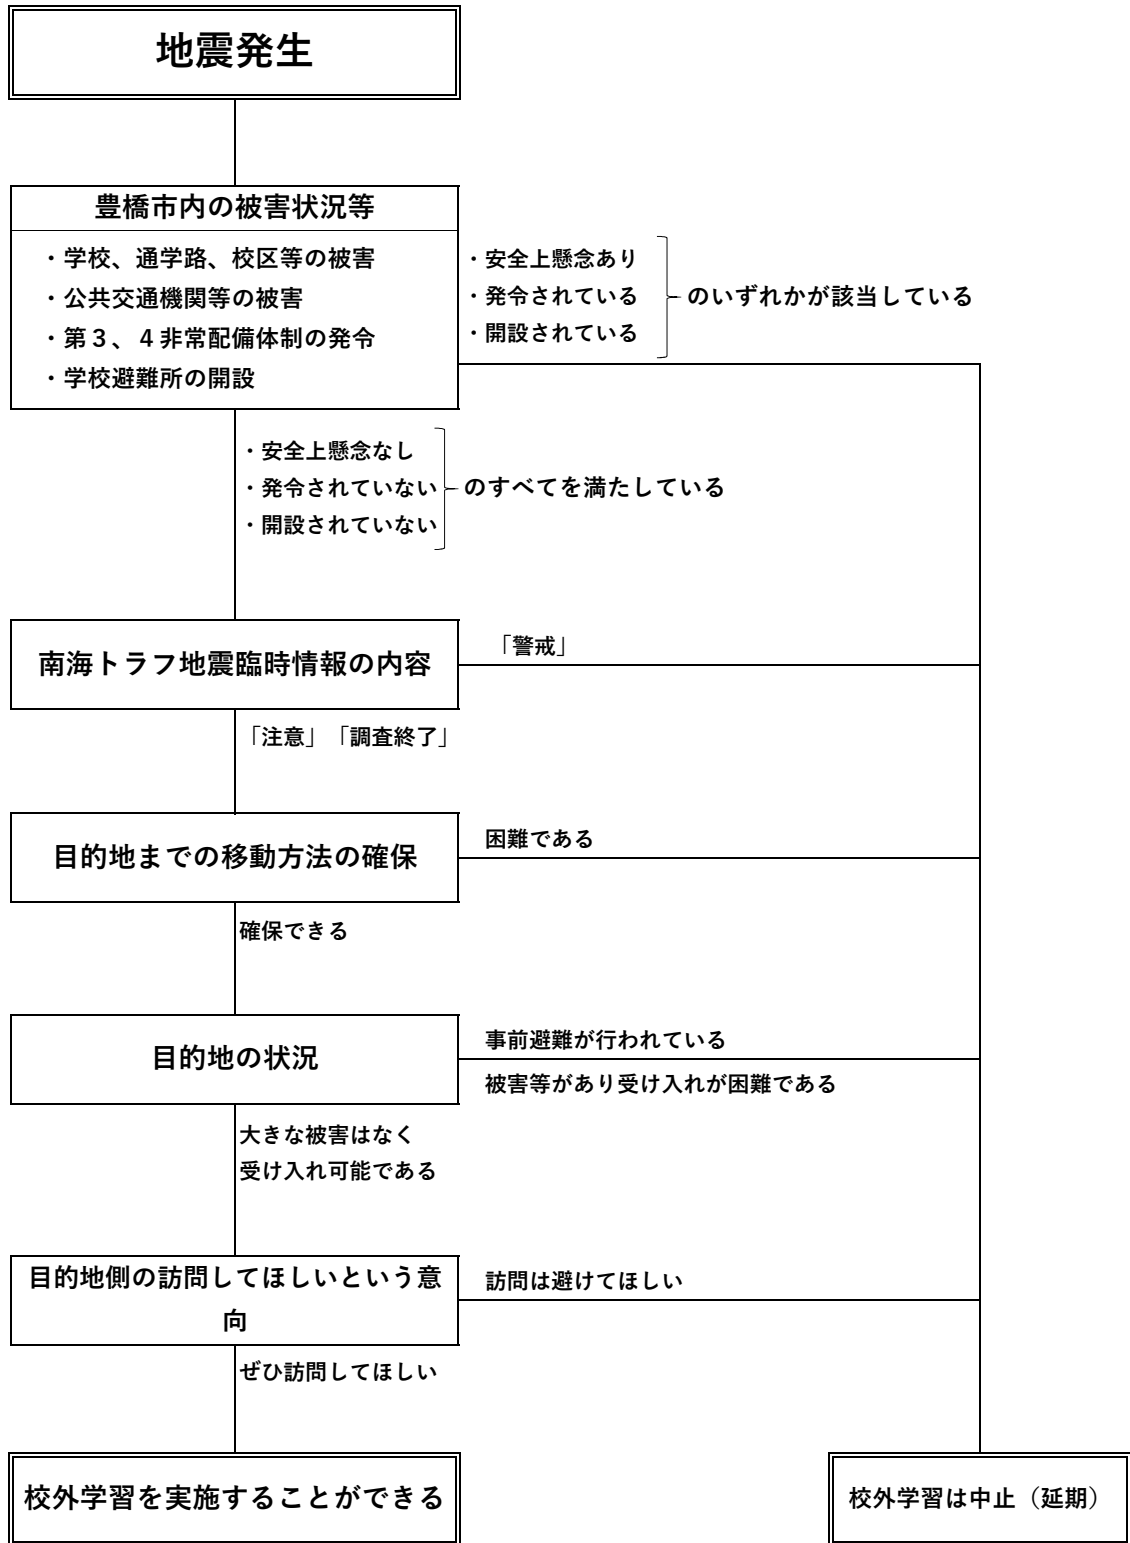 地震発生
豊橋市内の被害状況等
・学校、通学路、校区等の被害
・公共交通機関等の被害
・第３、４非常配備体制の発令
・学校避難所の開設
・安全上懸念あり
・発令されている
・開設されている
のいずれかが該当している
・安全上懸念なし
・発令されていない
・開設されていない
のすべてを満たしている
南海トラフ地震臨時情報の内容
「警戒」
「注意」「調査終了」
目的地までの移動方法の確保
困難である
確保できる
目的地の状況
事前避難が行われている
被害等があり受け入れが困難である
大きな被害はなく
受け入れ可能である
目的地側の訪問してほしいという意
向
訪問は避けてほしい
ぜひ訪問してほしい
校外学習を実施することができる
校外学習は中止（延期）